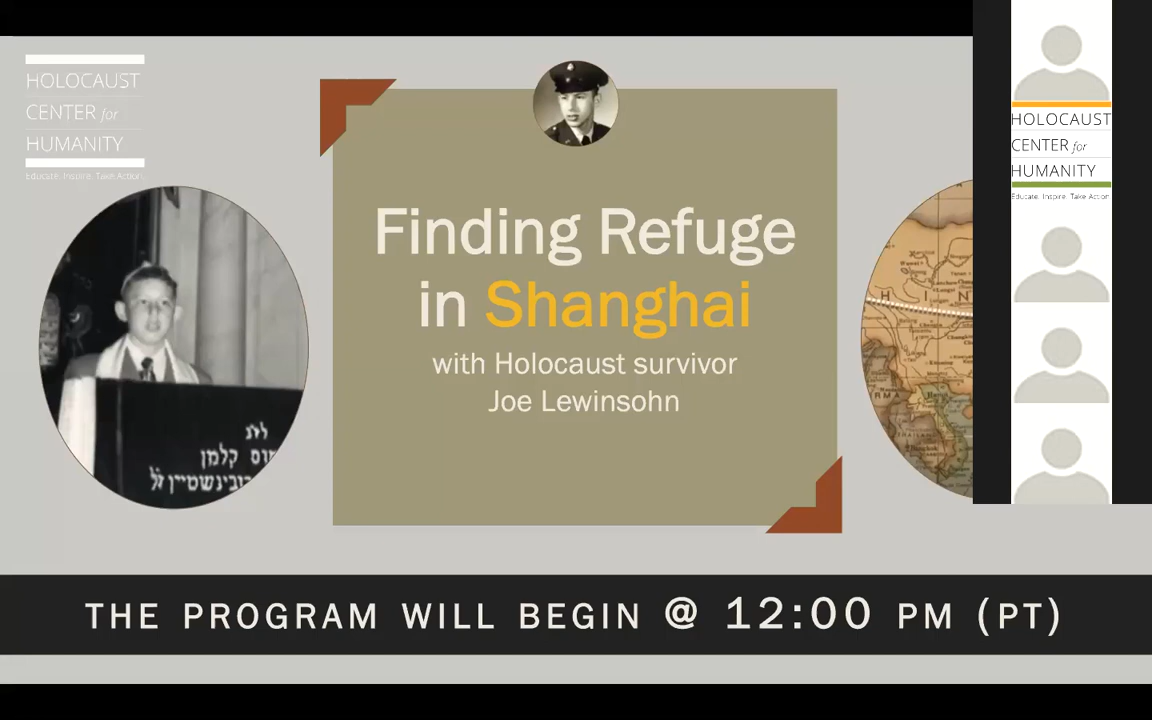 HOLOCAUST
CENTER for
HUMANITY
Educate. Inspire. Take Action.
Finding Refuge
in Shanghai
with Holocaust survivor
Joe Lewinsohn
קלמן
THE PROGRAM WILL BEGIN @ 12:00 PM (PT)
HOLOCAUST
CENTER for
HUMANITY
Educate. Inspire. Take Action